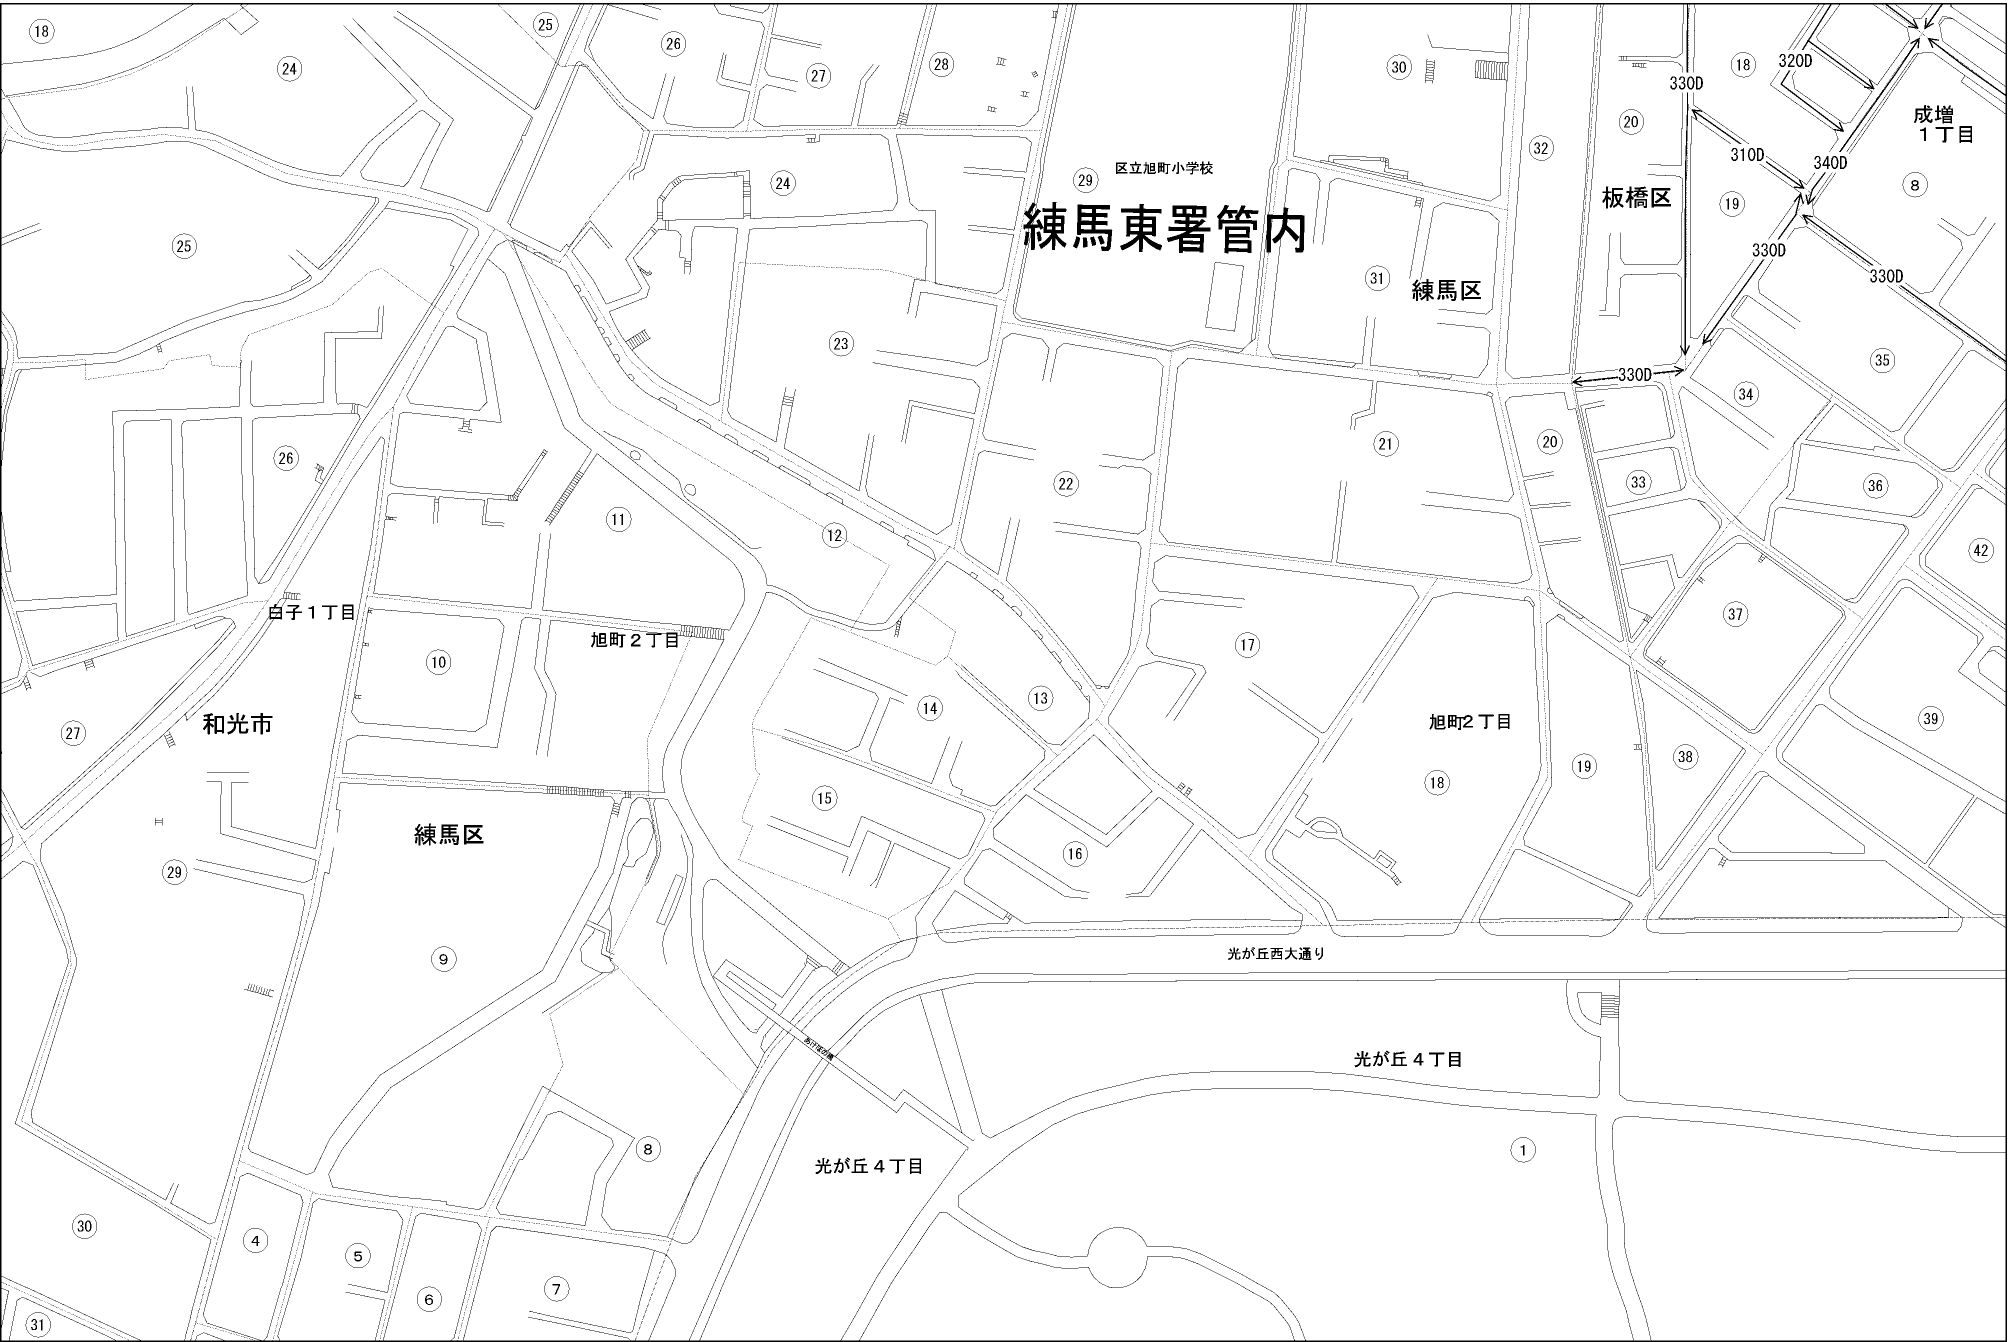 18
25
24
26
27
28
30
18
320D
330D
成増
１丁目
20
32
310D
340D
区立旭町小学校
29
24
8
19
板橋区
練馬東署管内
25
330D
330D
31
練馬区
23
35
330D
34
21
20
26
22
33
36
11
12
42
白子１丁目
37
旭町２丁目
17
10
13
14
旭町２丁目
39
27
和光市
38
19
18
15
練馬区
16
29
9
光が丘西大通り
あけぼの橋
光が丘４丁目
8
1
光が丘４丁目
30
4
5
7
6
31